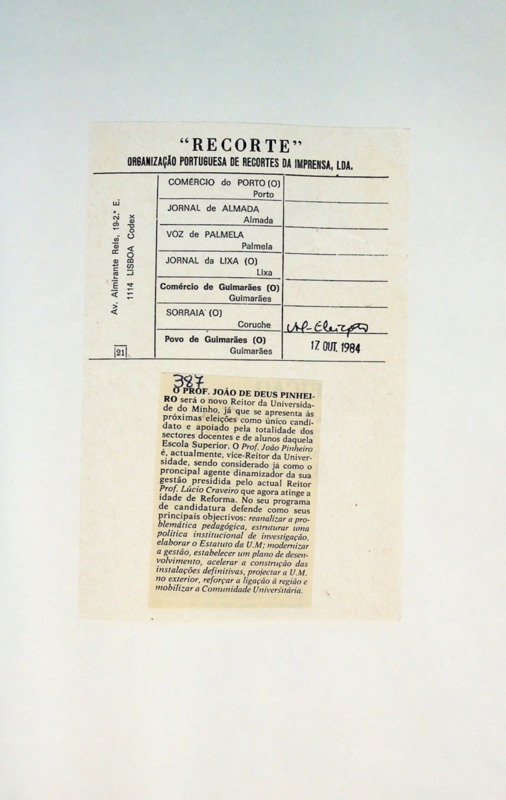 "RECORTE"
ORGANIZAÇÃO PORTUGUESA DE RECORTES DA IMPRENSA, LDA.
Av. Almirante Reis, 19-2.º E.
1114 LISBOA Codex
21
COMÉRCIO do PORTO (O)
Porto
JORNAL de ALMADA
Almada
VOZ de PALMELA
Palmela
JORNAL da LIXA (O)
Lixa
Comércio de Guimarães (O)
Guimarães
SORRAIA (O)
Coruche
Povo de Guimarães (O)
Guimarães
17. OUT. 1984
387
O PROF. JOÃO DE DEUS PINHEI-
RO será o novo Reitor da Universida-
de do Minho, já que se apresenta às
próximas eleições como único candi-
dato e apoiado pela totalidade dos
sectores docentes e de alunos daquela
Escola Superior. O Prof. João Pinheiro
é, actualmente, vice-Reitor da Univer-
sidade, sendo considerado já como o
proncipal agente dinamizador da sua
gestão presidida pelo actual Reitor
Prof. Lúcio Craveiro que agora atinge a
idade de Reforma. No seu programa
de candidatura defende como seus
principais objectivos: reanalizar a pro-
blemática pedagógica, estruturar uma
política institucional de investigação,
elaborar o Estatuto da U.M; modernizar
a gestão, estabelecer um plano de desen-
volvimento, acelerar a construção das
instalações definitivas, projectar a U.M.
no exterior, reforçar a ligação à região e
mobilizar a Comunidade Universitária.